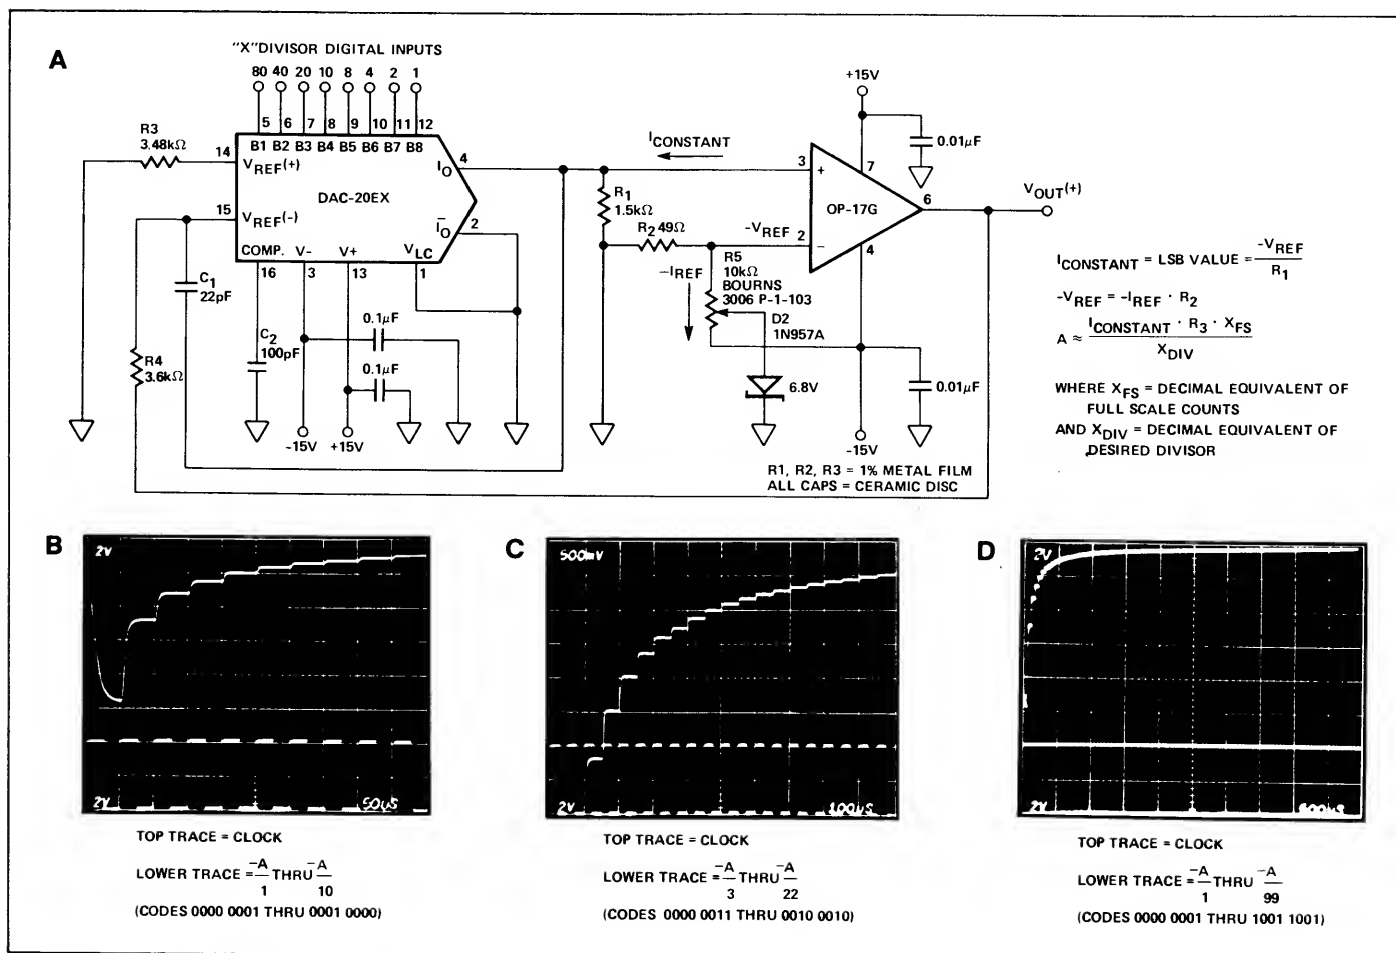 A
"X" DIVISOR DIGITAL INPUTS
80 40 20 10 8 4 2 1
5 6 7 8 9 10 11 12
B1 B2 B3 B4 B5 B6 B7 B8
R3
3.48kΩ
14
VREF(+)
IO
4
DAC-20EX
15
VREF(-)
IO
2
COMP. V- V+ VLC
16 3 13 1
C1
22pF
C2
100pF
0.1μF
0.1μF
R4
3.6kΩ
-15V
+15V
ICONSTANT
R1
1.5kΩ
R2 49Ω
-VREF
-IREF
R5
10kΩ
BOURNS
3006 P-1-103
D2
1N957A
6.8V
+15V
0.01μF
3
+
7
OP-17G
6
2
−
4
VOUT(+)
0.01μF
-15V
R1, R2, R3 = 1% METAL FILM
ALL CAPS = CERAMIC DISC
ICONSTANT = LSB VALUE = -VREF / R1
-VREF = -IREF · R2
A ≈ ICONSTANT · R3 · XFS / XDIV
WHERE XFS = DECIMAL EQUIVALENT OF
FULL SCALE COUNTS
AND XDIV = DECIMAL EQUIVALENT OF
DESIRED DIVISOR
B
2V
2V
50μS
TOP TRACE = CLOCK
LOWER TRACE = -A/1 THRU -A/10
(CODES 0000 0001 THRU 0001 0000)
C
500mV
2V
100μS
TOP TRACE = CLOCK
LOWER TRACE = -A/3 THRU -A/22
(CODES 0000 0011 THRU 0010 0010)
D
2V
2V
TOP TRACE = CLOCK
LOWER TRACE = -A/1 THRU -A/99
(CODES 0000 0001 THRU 1001 1001)